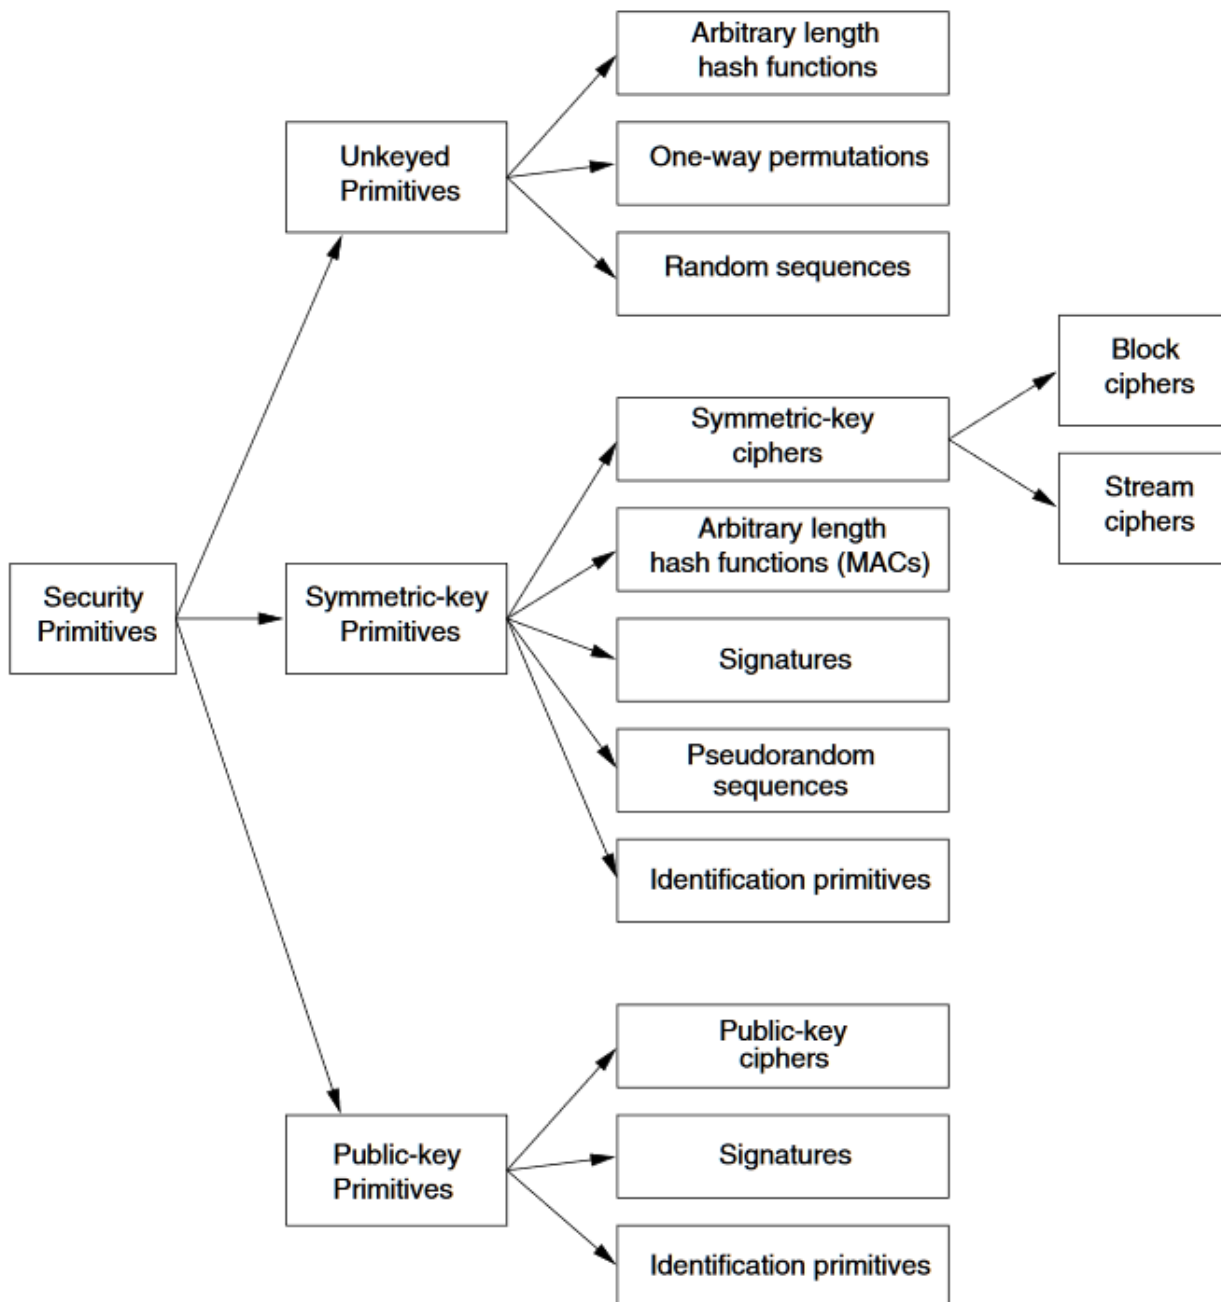 Arbitrary length
hash functions
Unkeyed
Primitives
One-way permutations
Random sequences
Block
ciphers
Symmetric-key
ciphers
Stream
ciphers
Arbitrary length
hash functions (MACs)
Security
Primitives
Symmetric-key
Primitives
Signatures
Pseudorandom
sequences
Identification primitives
Public-key
ciphers
Public-key
Primitives
Signatures
Identification primitives